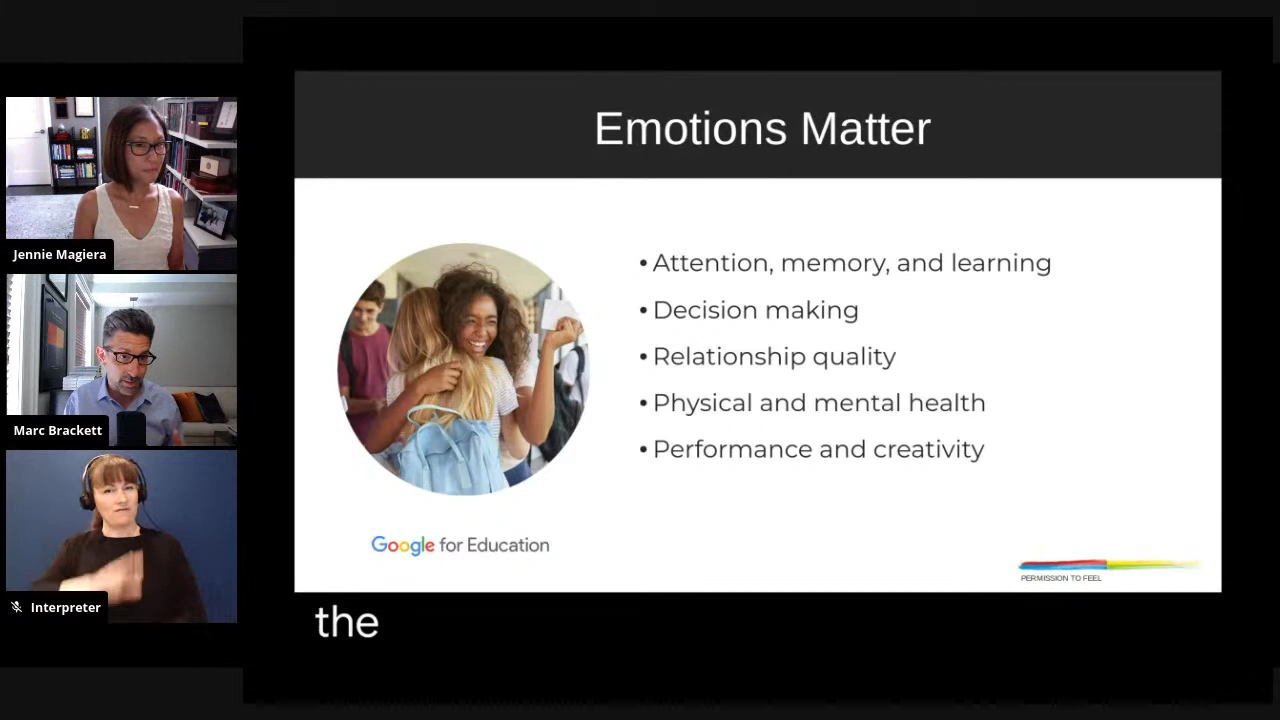 Emotions Matter
Jennie Magiera
Marc Brackett
Interpreter
• Attention, memory, and learning
• Decision making
• Relationship quality
• Physical and mental health
• Performance and creativity
Google for Education
PERMISSION TO FEEL
the